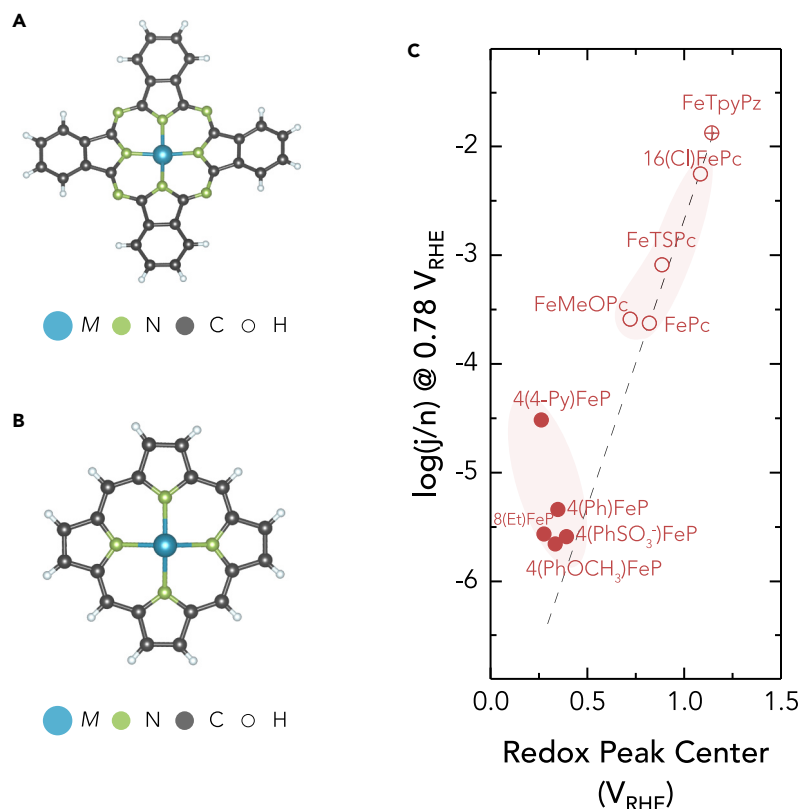 A
M N C H
B
M N C H
C
log(j/n) @ 0.78 V_RHE
-2
-3
-4
-5
-6
FeTpyPz
16(Cl)FePc
FeTSPc
FeMeOPc
FePc
4(4-Py)FeP
4(Ph)FeP
8(Et)FeP
4(PhSO₃⁻)FeP
4(PhOCH₃)FeP
0.0 0.5 1.0 1.5
Redox Peak Center
(V_RHE)